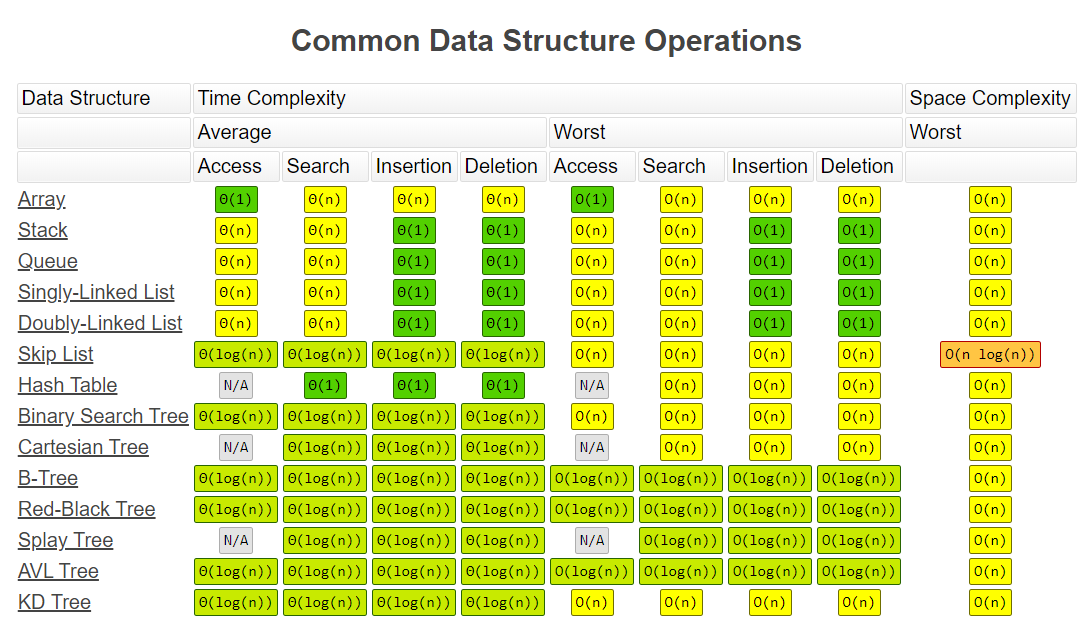 Common Data Structure Operations
Data Structure Time Complexity Space Complexity
Average Worst Worst
Access Search Insertion Deletion Access Search Insertion Deletion
Array Θ(1) Θ(n) Θ(n) Θ(n) O(1) O(n) O(n) O(n) O(n)
Stack Θ(n) Θ(n) Θ(1) Θ(1) O(n) O(n) O(1) O(1) O(n)
Queue Θ(n) Θ(n) Θ(1) Θ(1) O(n) O(n) O(1) O(1) O(n)
Singly-Linked List Θ(n) Θ(n) Θ(1) Θ(1) O(n) O(n) O(1) O(1) O(n)
Doubly-Linked List Θ(n) Θ(n) Θ(1) Θ(1) O(n) O(n) O(1) O(1) O(n)
Skip List Θ(log(n)) Θ(log(n)) Θ(log(n)) Θ(log(n)) O(n) O(n) O(n) O(n) O(n log(n))
Hash Table N/A Θ(1) Θ(1) Θ(1) N/A O(n) O(n) O(n) O(n)
Binary Search Tree Θ(log(n)) Θ(log(n)) Θ(log(n)) Θ(log(n)) O(n) O(n) O(n) O(n) O(n)
Cartesian Tree N/A Θ(log(n)) Θ(log(n)) Θ(log(n)) N/A O(n) O(n) O(n) O(n)
B-Tree Θ(log(n)) Θ(log(n)) Θ(log(n)) Θ(log(n)) O(log(n)) O(log(n)) O(log(n)) O(log(n)) O(n)
Red-Black Tree Θ(log(n)) Θ(log(n)) Θ(log(n)) Θ(log(n)) O(log(n)) O(log(n)) O(log(n)) O(log(n)) O(n)
Splay Tree N/A Θ(log(n)) Θ(log(n)) Θ(log(n)) N/A O(log(n)) O(log(n)) O(log(n)) O(n)
AVL Tree Θ(log(n)) Θ(log(n)) Θ(log(n)) Θ(log(n)) O(log(n)) O(log(n)) O(log(n)) O(log(n)) O(n)
KD Tree Θ(log(n)) Θ(log(n)) Θ(log(n)) Θ(log(n)) O(n) O(n) O(n) O(n) O(n)